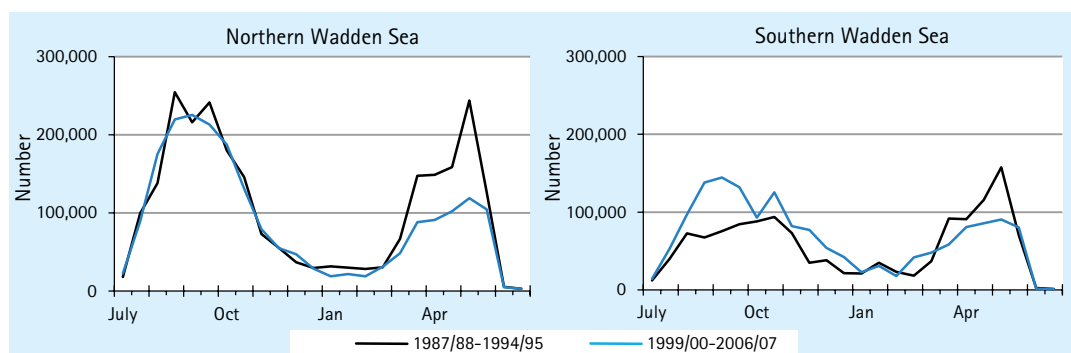 Northern Wadden Sea
Number
300,000
200,000
100,000
0
July
Oct
Jan
Apr
Southern Wadden Sea
Number
300,000
200,000
100,000
0
July
Oct
Jan
Apr
1987/88-1994/95
1999/00-2006/07